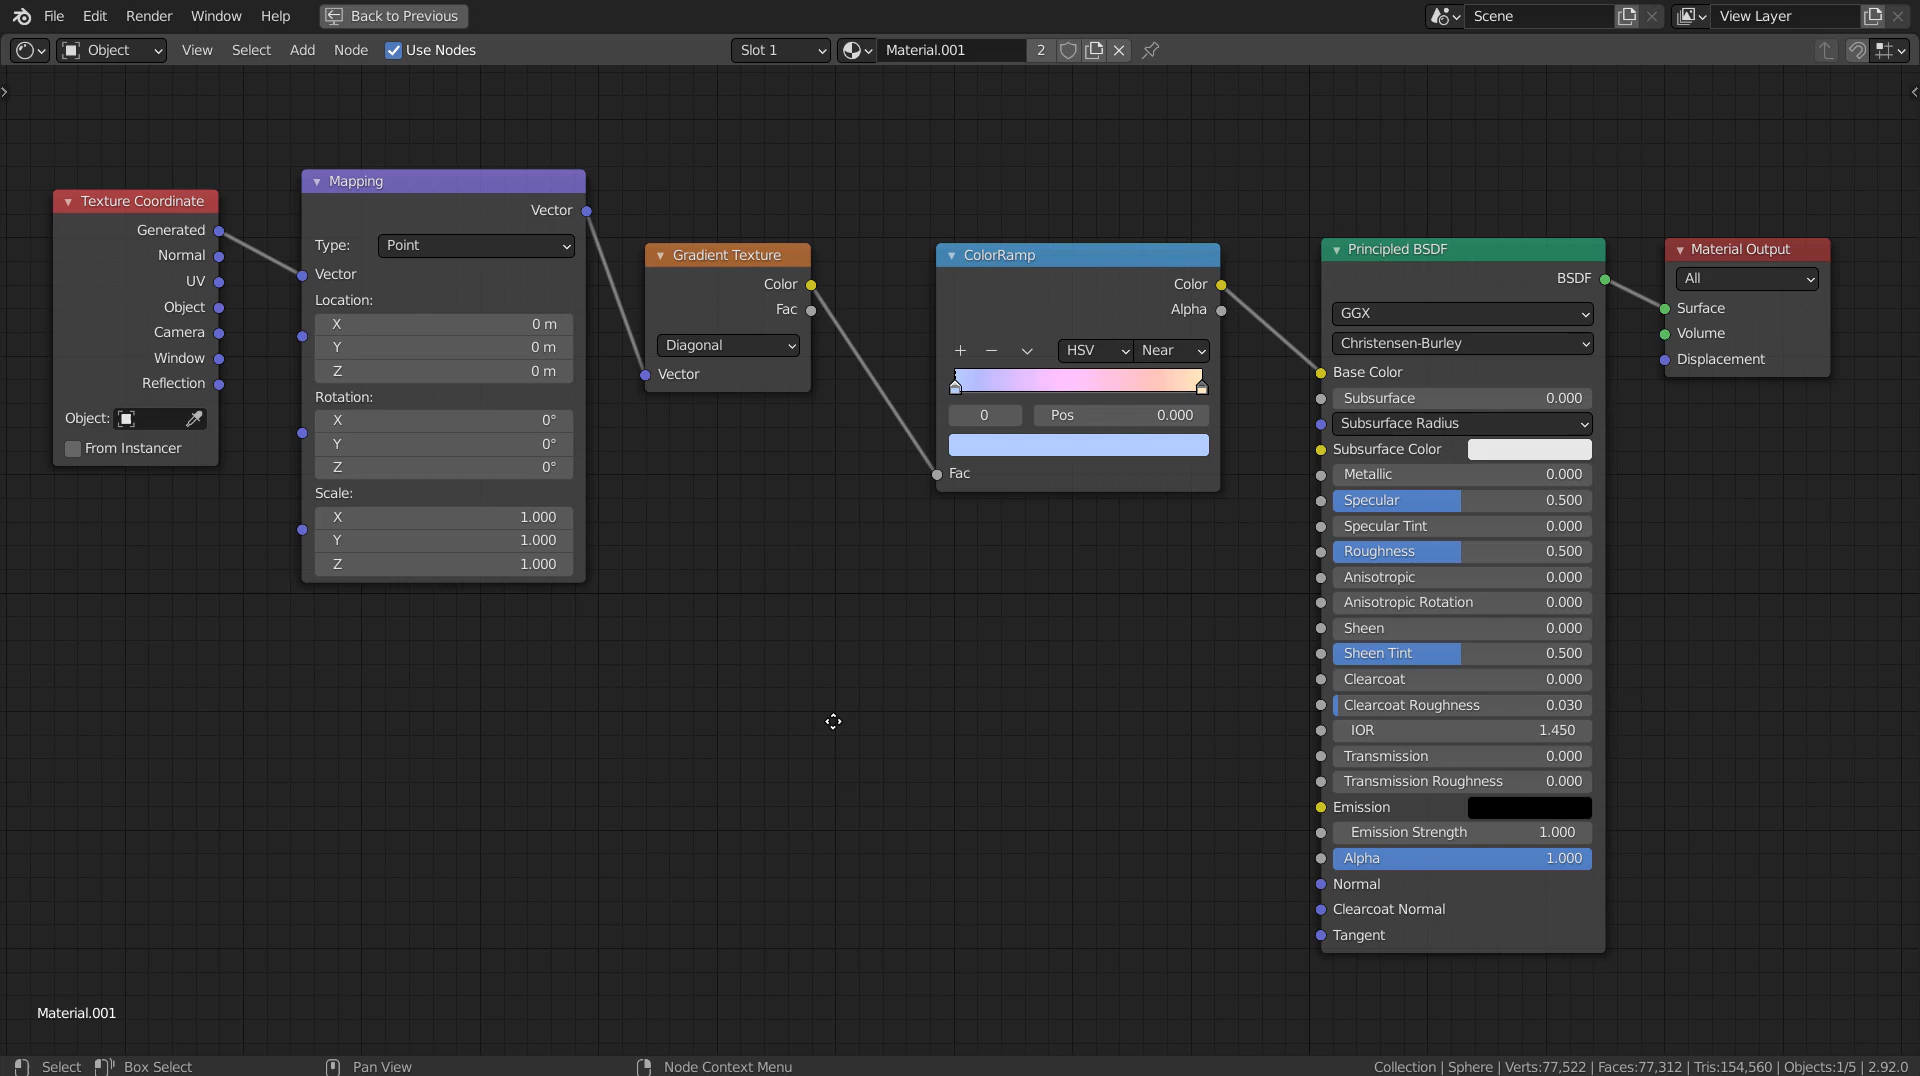 File Edit Render Window Help Back to Previous Scene View Layer
Object View Select Add Node Use Nodes Slot 1 Material.001 2
Texture Coordinate
Generated
Normal
UV
Object
Camera
Window
Reflection
Object:
From Instancer
Mapping
Vector
Type: Point
Vector
Location:
X 0 m
Y 0 m
Z 0 m
Rotation:
X 0°
Y 0°
Z 0°
Scale:
X 1.000
Y 1.000
Z 1.000
Gradient Texture
Color
Fac
Diagonal
Vector
ColorRamp
Color
Alpha
HSV Near
0 Pos 0.000
Fac
Principled BSDF
BSDF
GGX
Christensen-Burley
Base Color
Subsurface 0.000
Subsurface Radius
Subsurface Color
Metallic 0.000
Specular 0.500
Specular Tint 0.000
Roughness 0.500
Anisotropic 0.000
Anisotropic Rotation 0.000
Sheen 0.000
Sheen Tint 0.500
Clearcoat 0.000
Clearcoat Roughness 0.030
IOR 1.450
Transmission 0.000
Transmission Roughness 0.000
Emission
Emission Strength 1.000
Alpha 1.000
Normal
Clearcoat Normal
Tangent
Material Output
All
Surface
Volume
Displacement
Material.001
Select Box Select Pan View Node Context Menu Collection | Sphere | Verts:77,522 | Faces:77,312 | Tris:154,560 | Objects:1/5 | 2.92.0